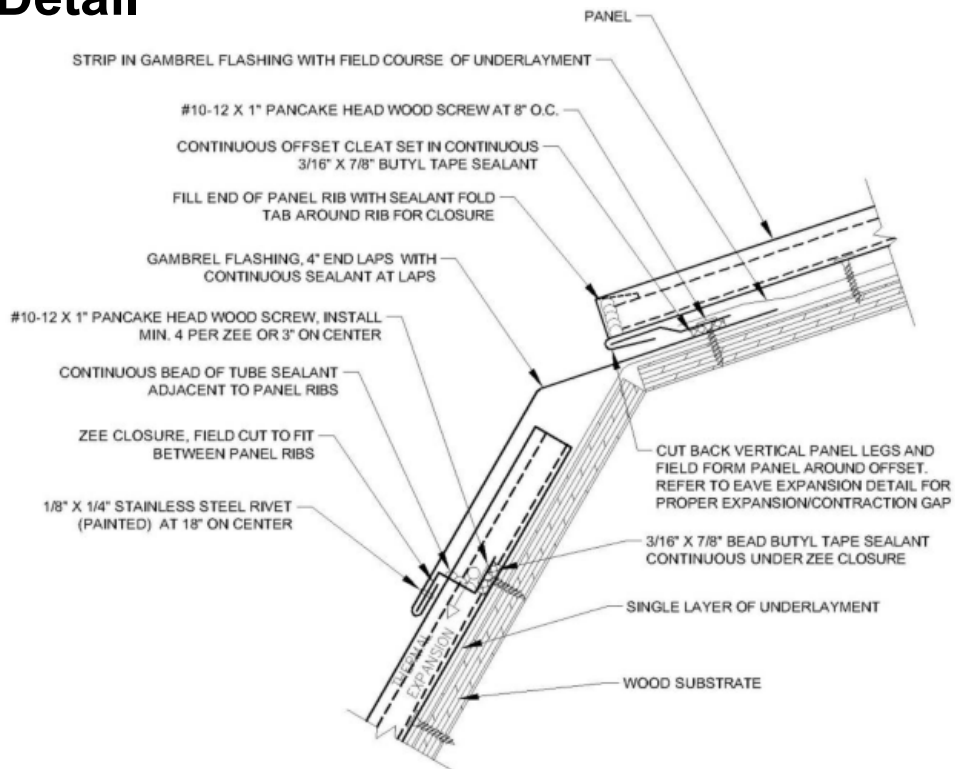 Detail
PANEL
STRIP IN GAMBREL FLASHING WITH FIELD COURSE OF UNDERLAYMENT
#10-12 X 1" PANCAKE HEAD WOOD SCREW AT 8" O.C.
CONTINUOUS OFFSET CLEAT SET IN CONTINUOUS
3/16" X 7/8" BUTYL TAPE SEALANT
FILL END OF PANEL RIB WITH SEALANT FOLD
TAB AROUND RIB FOR CLOSURE
GAMBREL FLASHING, 4" END LAPS WITH
CONTINUOUS SEALANT AT LAPS
#10-12 X 1" PANCAKE HEAD WOOD SCREW, INSTALL
MIN. 4 PER ZEE OR 3" ON CENTER
CONTINUOUS BEAD OF TUBE SEALANT
ADJACENT TO PANEL RIBS
ZEE CLOSURE, FIELD CUT TO FIT
BETWEEN PANEL RIBS
1/8" X 1/4" STAINLESS STEEL RIVET
(PAINTED) AT 18" ON CENTER
CUT BACK VERTICAL PANEL LEGS AND
FIELD FORM PANEL AROUND OFFSET.
REFER TO EAVE EXPANSION DETAIL FOR
PROPER EXPANSION/CONTRACTION GAP
3/16" X 7/8" BEAD BUTYL TAPE SEALANT
CONTINUOUS UNDER ZEE CLOSURE
SINGLE LAYER OF UNDERLAYMENT
WOOD SUBSTRATE
THERMAL
EXPANSION